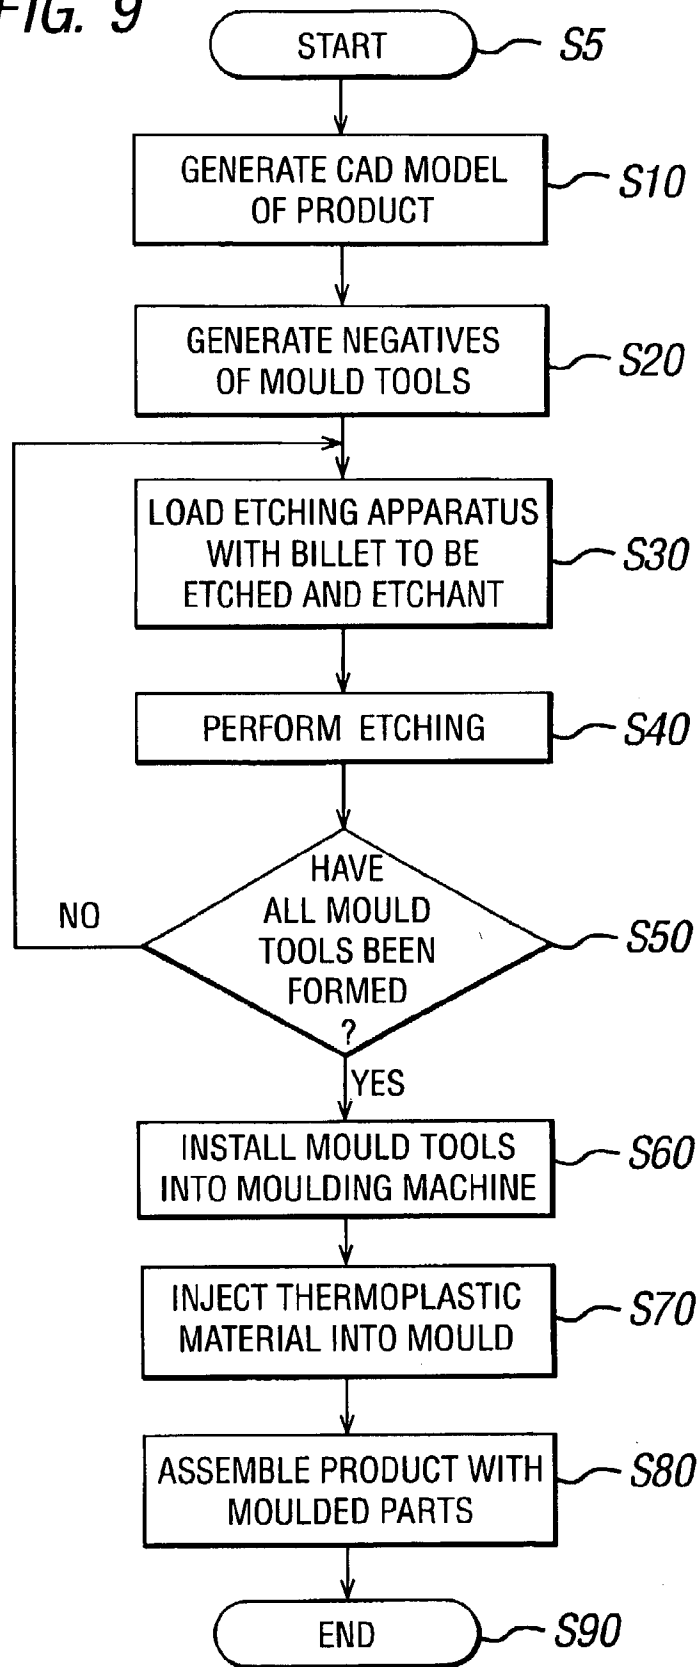 FIG. 9
START
S5
GENERATE CAD MODEL
OF PRODUCT
S10
GENERATE NEGATIVES
OF MOULD TOOLS
S20
LOAD ETCHING APPARATUS
WITH BILLET TO BE
ETCHED AND ETCHANT
S30
PERFORM ETCHING
S40
HAVE
ALL MOULD
TOOLS BEEN
FORMED
?
NO
S50
YES
INSTALL MOULD TOOLS
INTO MOULDING MACHINE
S60
INJECT THERMOPLASTIC
MATERIAL INTO MOULD
S70
ASSEMBLE PRODUCT WITH
MOULDED PARTS
S80
END
S90